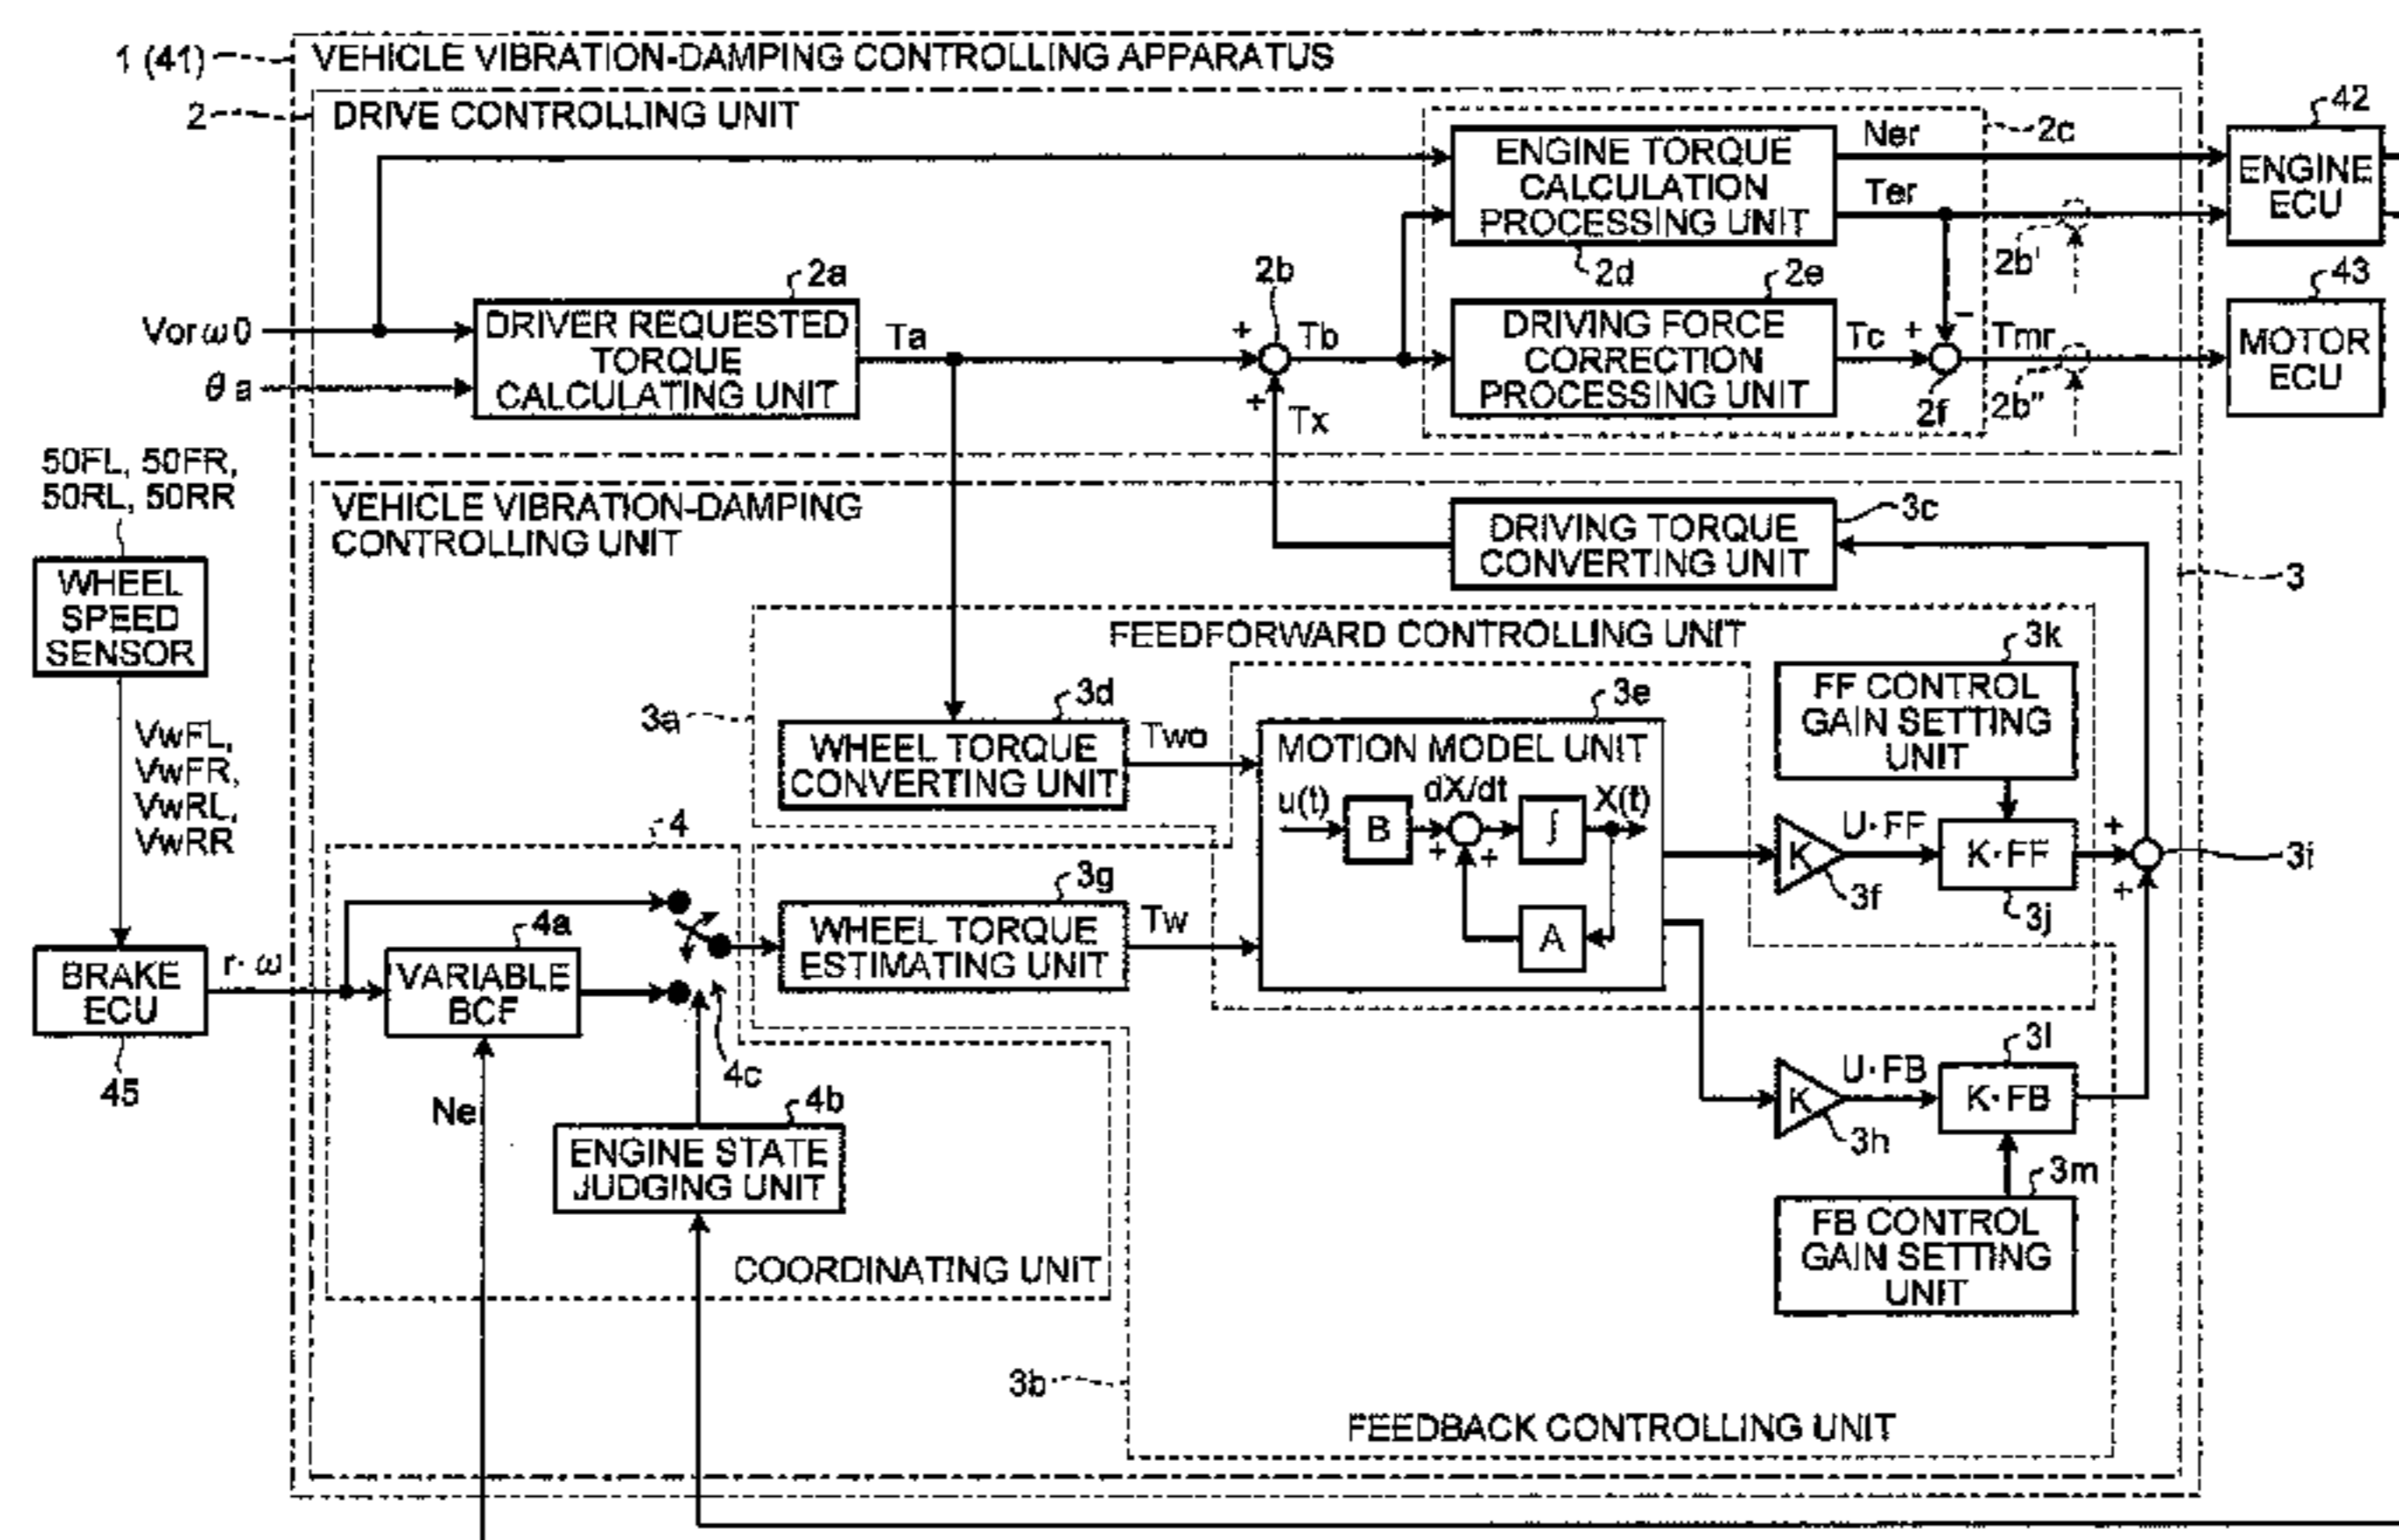 1 (41)
VEHICLE VIBRATION-DAMPING CONTROLLING APPARATUS
2
DRIVE CONTROLLING UNIT
42
2c
Ner
ENGINE TORQUE
CALCULATION
PROCESSING UNIT
Ter
ENGINE
ECU
2b'
2d
2e
2a
2b
43
Vorω0
θa
DRIVER REQUESTED
TORQUE
CALCULATING UNIT
Ta
+
+
Tb
Tx
DRIVING FORCE
CORRECTION
PROCESSING UNIT
Tc
+
-
Tmr
2f
2b"
MOTOR
ECU
50FL, 50FR,
50RL, 50RR
WHEEL
SPEED
SENSOR
VwFL,
VwFR,
VwRL,
VwRR
VEHICLE VIBRATION-DAMPING
CONTROLLING UNIT
DRIVING TORQUE
CONVERTING UNIT
3c
3
FEEDFORWARD CONTROLLING UNIT
3k
FF CONTROL
GAIN SETTING
UNIT
3a
3d
WHEEL TORQUE
CONVERTING UNIT
Two
3e
MOTION MODEL UNIT
u(t)
B
dX/dt
+
+
∫
X(t)
A
K
3f
U·FF
K·FF
3j
+
+
3i
4
4a
VARIABLE
BCF
3g
WHEEL TORQUE
ESTIMATING UNIT
Tw
BRAKE
ECU
r·ω
45
4c
4b
Ne
ENGINE STATE
JUDGING UNIT
COORDINATING UNIT
K
3h
U·FB
3l
K·FB
3m
FB CONTROL
GAIN SETTING
UNIT
3b
FEEDBACK CONTROLLING UNIT